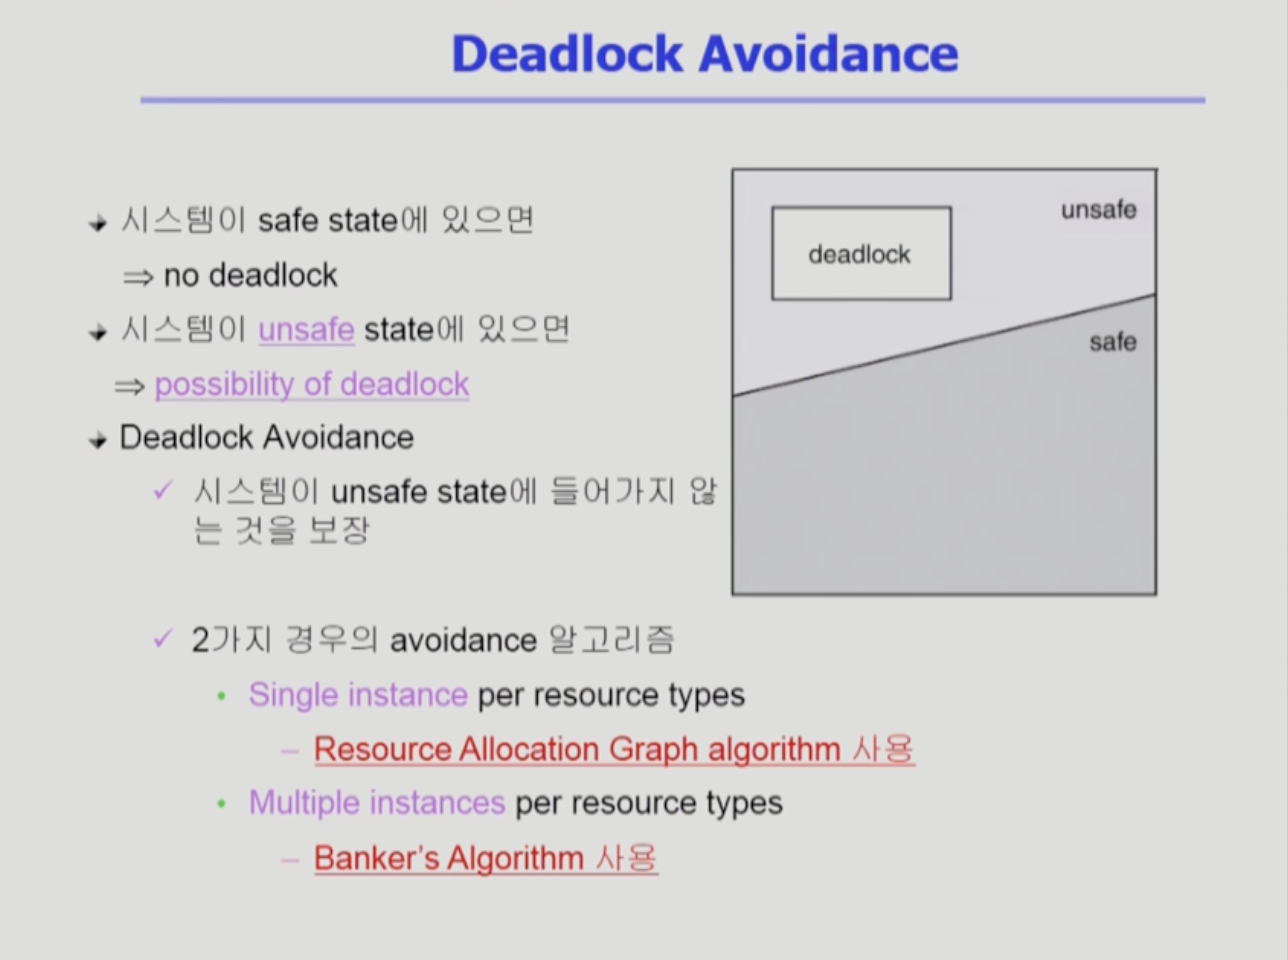 Deadlock Avoidance
시스템이 safe state에 있으면
⇒ no deadlock
시스템이 unsafe state에 있으면
⇒ possibility of deadlock
Deadlock Avoidance
✓ 시스템이 unsafe state에 들어가지 않
는 것을 보장
✓ 2가지 경우의 avoidance 알고리즘
• Single instance per resource types
– Resource Allocation Graph algorithm 사용
• Multiple instances per resource types
– Banker's Algorithm 사용
unsafe
deadlock
safe